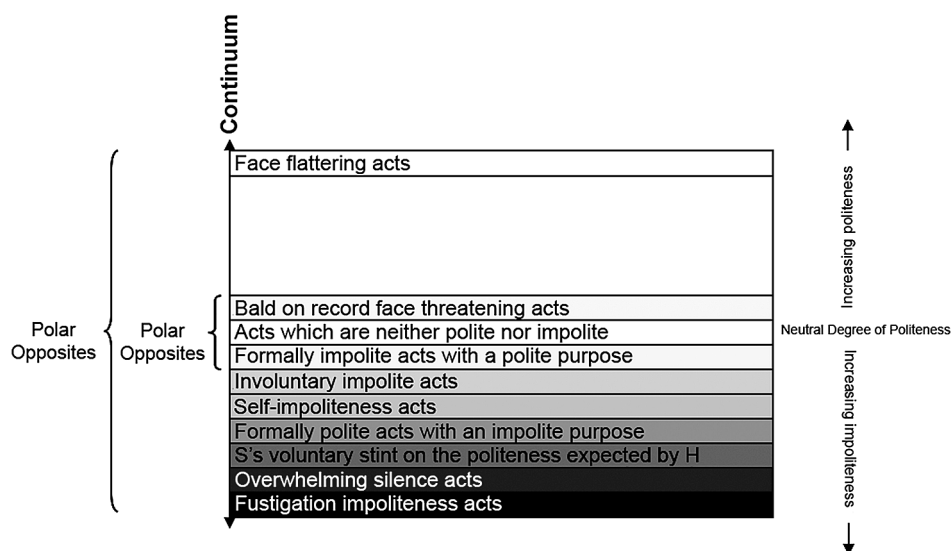 Continuum
Face flattering acts
Bald on record face threatening acts
Acts which are neither polite nor impolite
Formally impolite acts with a polite purpose
Involuntary impolite acts
Self-impoliteness acts
Formally polite acts with an impolite purpose
S's voluntary stint on the politeness expected by H
Overwhelming silence acts
Fustigation impoliteness acts
Polar
Opposites
Polar
Opposites
Increasing politeness
Neutral Degree of Politeness
Increasing impoliteness